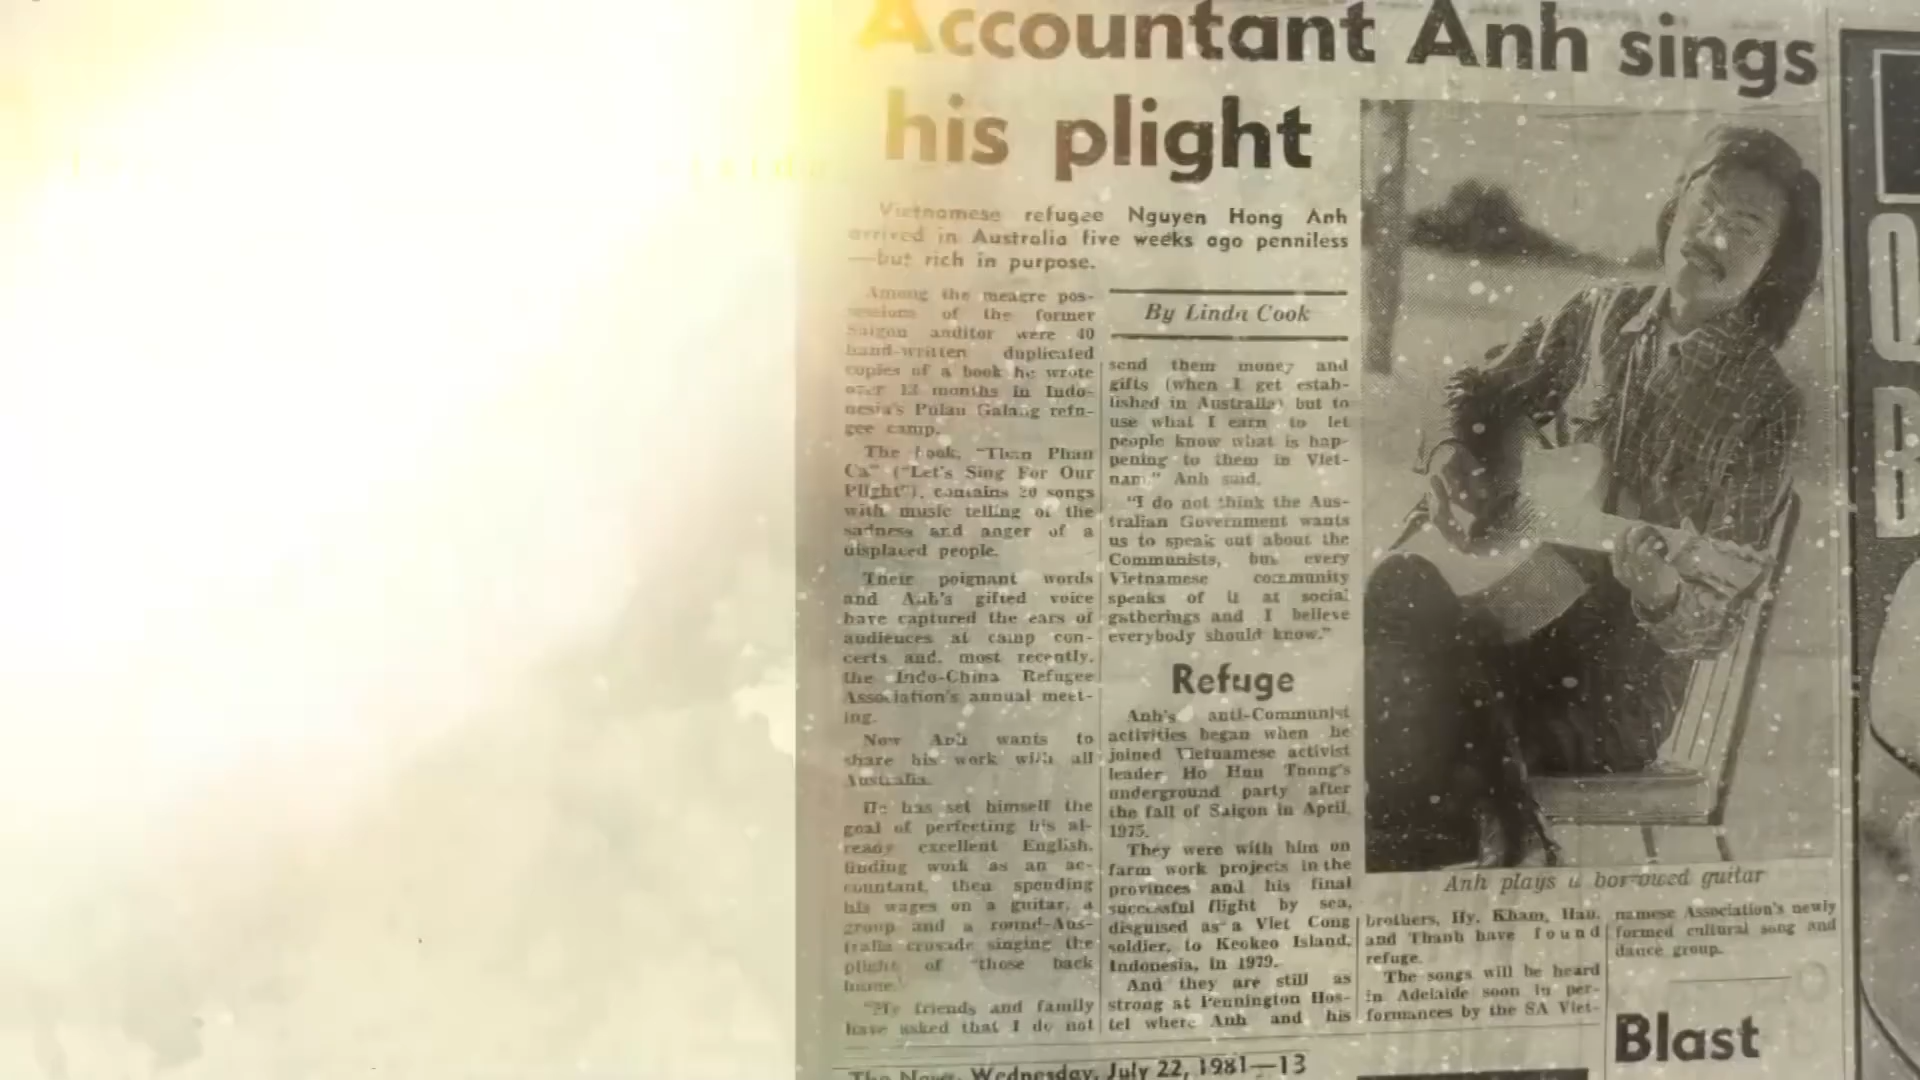 Accountant Anh sings
his plight
Vietnamese refugee Nguyen Hong Anh
arrived in Australia five weeks ago penniless
—but rich in purpose.
Among the meagre pos-
sessions of the former
Saigon auditor were 40
hand-written duplicated
copies of a book he wrote
over 13 months in Indo-
nesia's Pulau Galang refu-
gee camp.
The book, "Than Phan
Ca" ("Let's Sing For Our
Plight"), contains 20 songs
with music telling of the
sadness and anger of a
displaced people.
Their poignant words
and Anh's gifted voice
have captured the ears of
audiences at camp con-
certs and, most recently,
the Indo-China Refugee
Association's annual meet-
ing.
Now Anh wants to
share his work with all
Australia.
He has set himself the
goal of perfecting his al-
ready excellent English,
finding work as an ac-
countant, then spending
his wages on a guitar, a
group and a round-Aus-
tralia crusade singing the
plight of "those back
home."
"My friends and family
have asked that I do not
By Linda Cook
send them money and
gifts (when I get estab-
lished in Australia) but to
use what I earn to let
people know what is hap-
pening to them in Viet-
nam," Anh said.
"I do not think the Aus-
tralian Government wants
us to speak out about the
Communists, but every
Vietnamese community
speaks of it at social
gatherings and I believe
everybody should know."
Refuge
Anh's anti-Communist
activities began when he
joined Vietnamese activist
leader Ho Huu Tuong's
underground party after
the fall of Saigon in April,
1975.
They were with him on
farm work projects in the
provinces and his final
successful flight by sea,
disguised as a Viet Cong
soldier, to Keokeo Island,
Indonesia, in 1979.
And they are still as
strong at Pennington Hos-
tel where Anh and his
Anh plays a borrowed guitar
brothers, Hy, Kham, Hau,
and Thanh have found
refuge.
The songs will be heard
in Adelaide soon in per-
formances by the SA Viet-
namese Association's newly
formed cultural song and
dance group.
Blast
The News, Wednesday, July 22, 1981—13